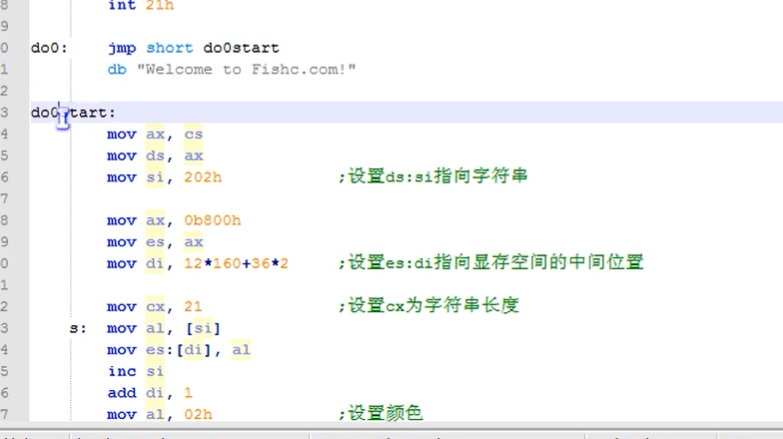 8 int 21h
9
0 do0: jmp short do0start
1 db "Welcome to Fishc.com!"
2
3 do0start:
4 mov ax, cs
5 mov ds, ax
6 mov si, 202h ;设置ds:si指向字符串
7
8 mov ax, 0b800h
9 mov es, ax
0 mov di, 12*160+36*2 ;设置es:di指向显存空间的中间位置
1
2 mov cx, 21 ;设置cx为字符串长度
3 s: mov al, [si]
4 mov es:[di], al
5 inc si
6 add di, 1
7 mov al, 02h ;设置颜色